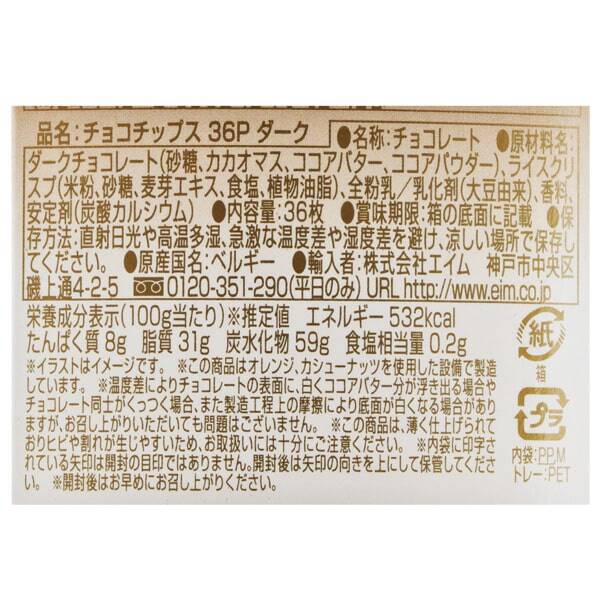 品名:チョコチップス 36P ダーク ●名称:チョコレート ●原材料名:
ダークチョコレート(砂糖、カカオマス、ココアバター、ココアパウダー)、ライスクリ
スプ(米粉、砂糖、麦芽エキス、食塩、植物油脂)、全粉乳/乳化剤(大豆由来)、香料、
安定剤(炭酸カルシウム) ●内容量:36枚 ●賞味期限:箱の底面に記載 ●保
存方法:直射日光や高温多湿、急激な温度差や湿度差を避け、涼しい場所で保存し
てください。 ●原産国名:ベルギー ●輸入者:株式会社エイム 神戸市中央区
磯上通4-2-5 0120-351-290(平日のみ) URL http://www.eim.co.jp
栄養成分表示(100g当たり)※推定値 エネルギー 532kcal
たんぱく質 8g 脂質 31g 炭水化物 59g 食塩相当量 0.2g
※イラストはイメージです。 ※この商品はオレンジ、カシューナッツを使用した設備で製造
しています。 ※温度差によりチョコレートの表面に、白くココアバター分が浮き出る場合や
チョコレート同士がくっつく場合、また製造工程上の摩擦により底面が白くなる場合があり
ますが、お召し上がりいただいても問題はございません。 ※この商品は、薄く仕上げられて
おりヒビや割れが生じやすいため、お取扱いには十分にご注意ください。 ※内袋に印字さ
れている矢印は開封の目印ではありません。開封後は矢印の向きを上にして保管してくださ
い。 ※開封後はお早めにお召し上がりください。
紙
箱
プラ
内袋:PP,M
トレー:PET